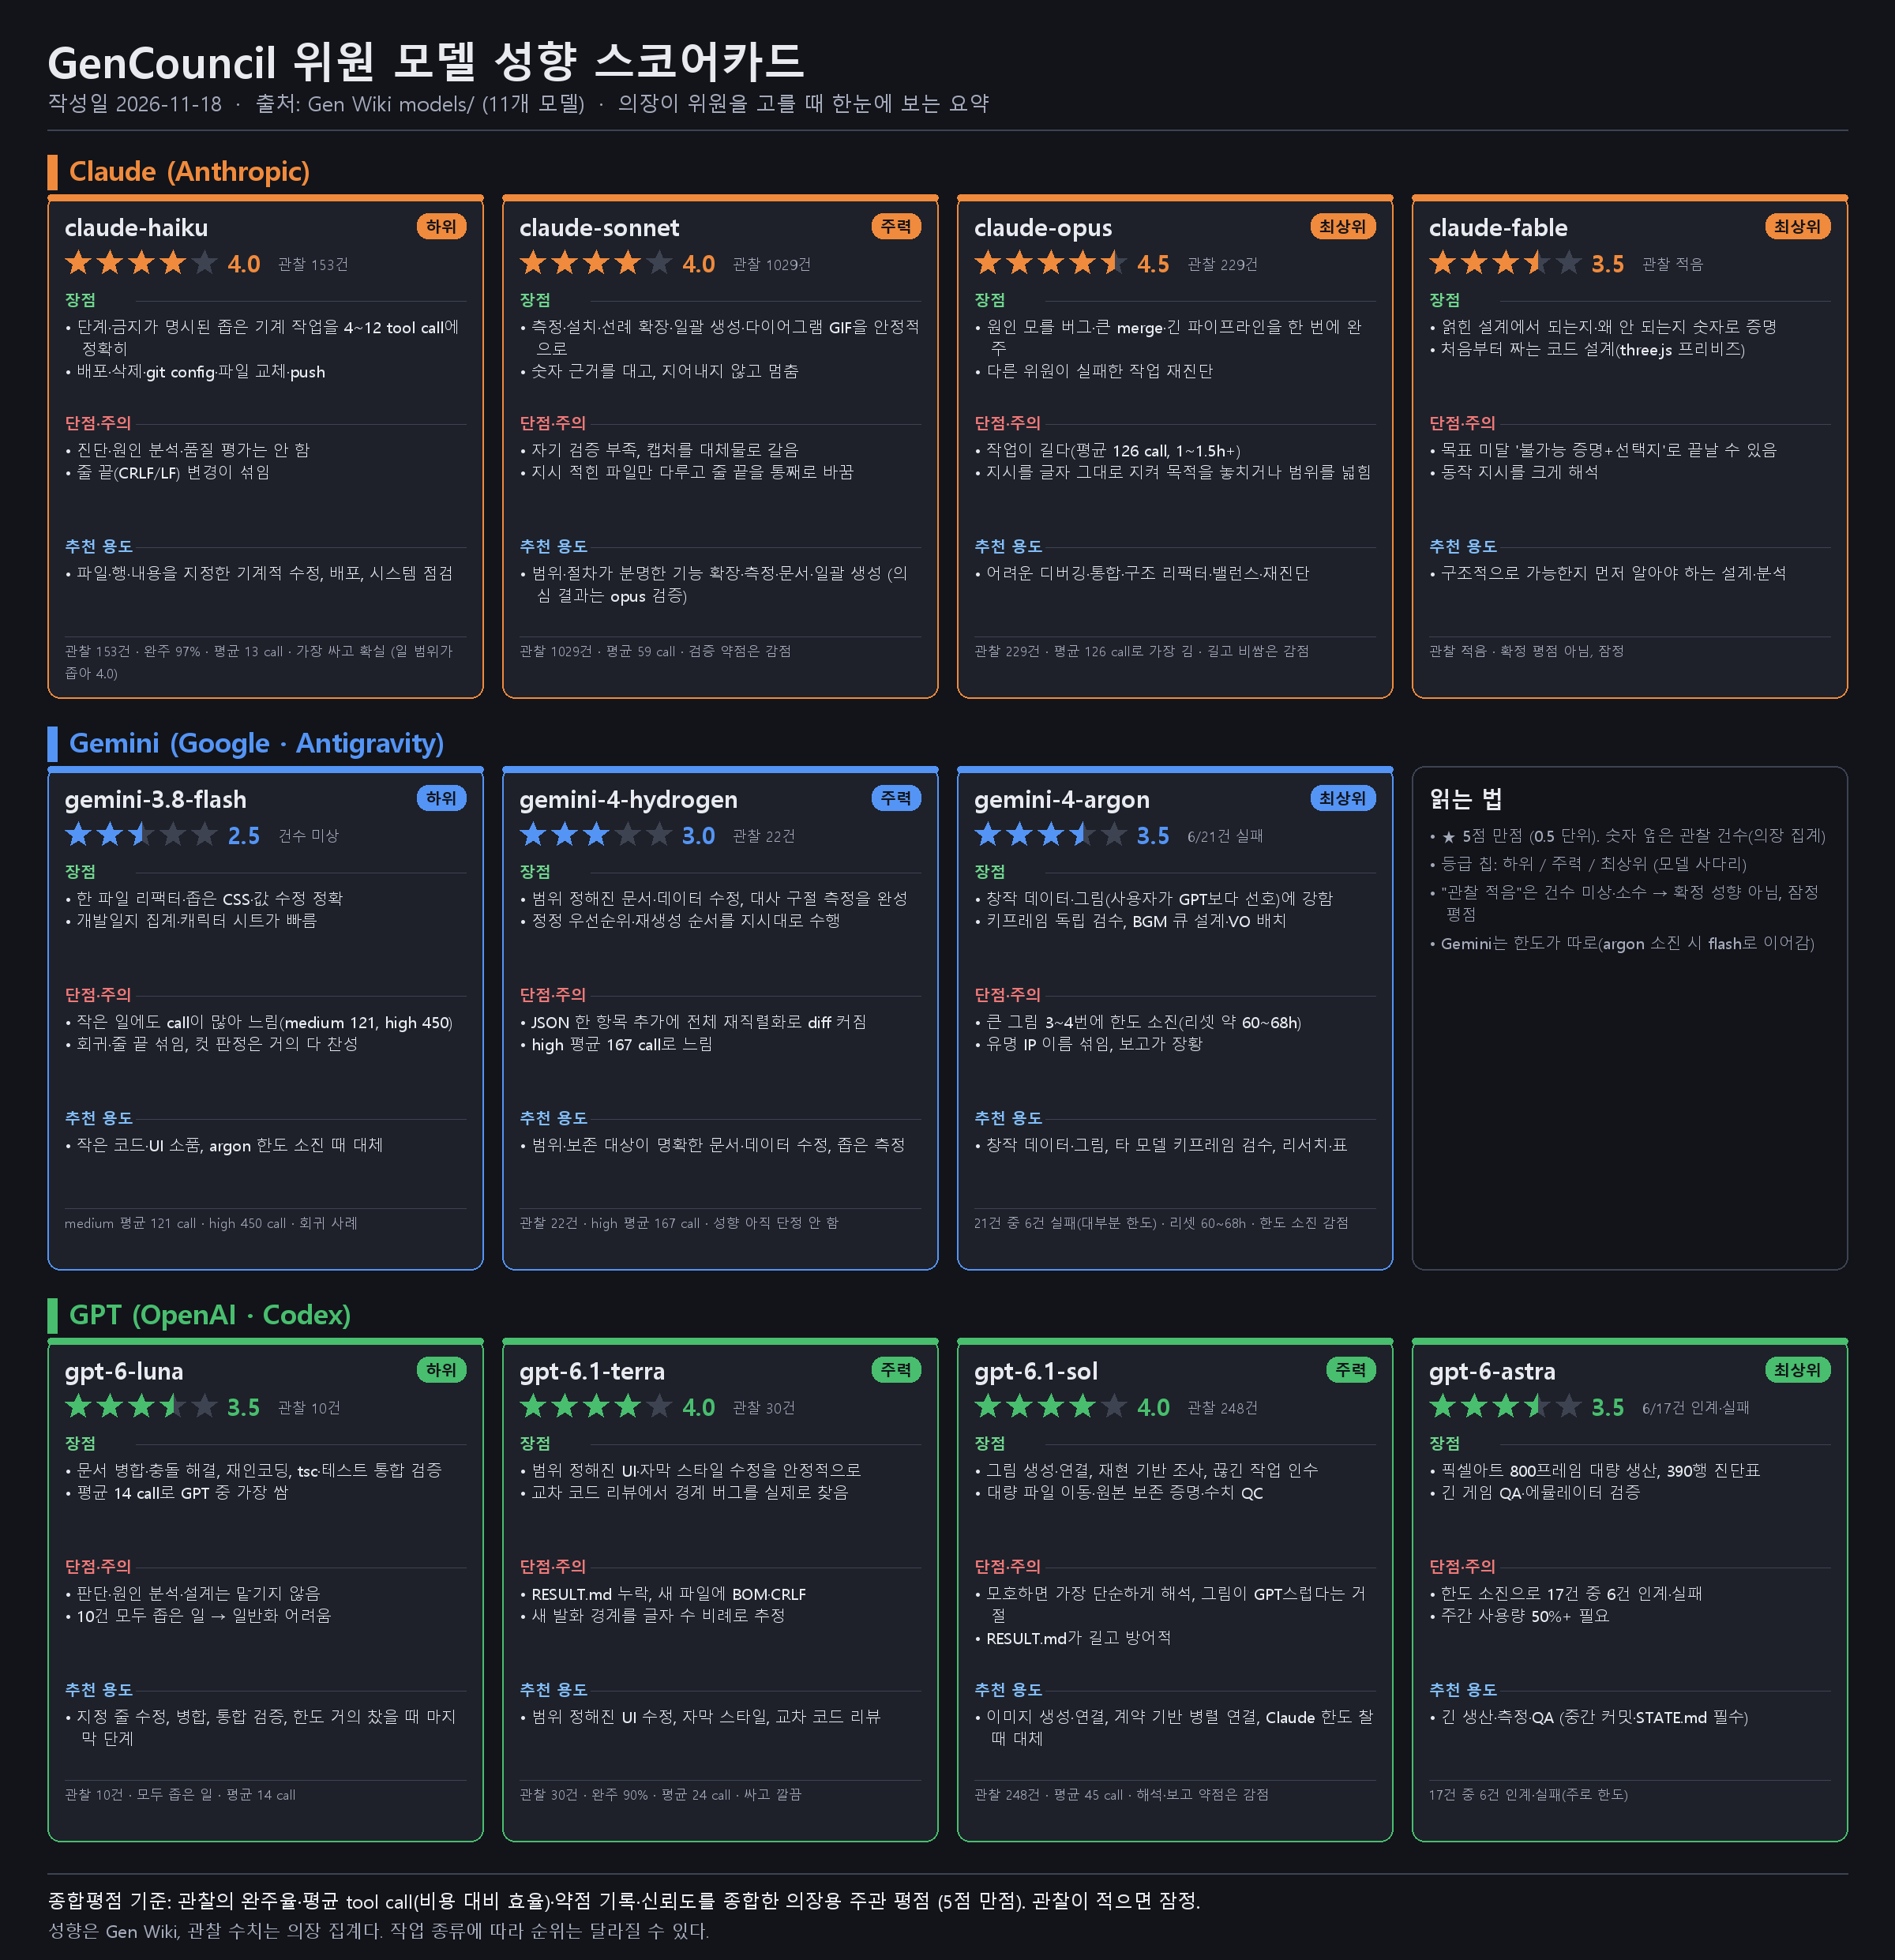 GenCouncil 위원 모델 성향 스코어카드
작성일 2026-11-18 · 출처: Gen Wiki models/ (11개 모델) · 의장이 위원을 고를 때 한눈에 보는 요약
Claude (Anthropic)
claude-haiku 하위
4.0 관찰 153건
장점
• 단계·금지가 명시된 좁은 기계 작업을 4~12 tool call에
정확히
• 배포·삭제·git config·파일 교체·push
단점·주의
• 진단·원인 분석·품질 평가는 안 함
• 줄 끝(CRLF/LF) 변경이 섞임
추천 용도
• 파일·행·내용을 지정한 기계적 수정, 배포, 시스템 점검
관찰 153건 · 완주 97% · 평균 13 call · 가장 싸고 확실 (일 범위가
좁아 4.0)
claude-sonnet 주력
4.0 관찰 1029건
장점
• 측정·설치·선례 확장·일괄 생성·다이어그램 GIF을 안정적
으로
• 숫자 근거를 대고, 지어내지 않고 멈춤
단점·주의
• 자기 검증 부족, 캡처를 대체물로 갈음
• 지시 적힌 파일만 다루고 줄 끝을 통째로 바꿈
추천 용도
• 범위·절차가 분명한 기능 확장·측정·문서·일괄 생성 (의
심 결과는 opus 검증)
관찰 1029건 · 평균 59 call · 검증 약점은 감점
claude-opus 최상위
4.5 관찰 229건
장점
• 원인 모를 버그·큰 merge·긴 파이프라인을 한 번에 완
주
• 다른 위원이 실패한 작업 재진단
단점·주의
• 작업이 길다(평균 126 call, 1~1.5h+)
• 지시를 글자 그대로 지켜 목적을 놓치거나 범위를 넓힘
추천 용도
• 어려운 디버깅·통합·구조 리팩터·밸런스·재진단
관찰 229건 · 평균 126 call로 가장 김 · 길고 비쌈은 감점
claude-fable 최상위
3.5 관찰 적음
장점
• 얽힌 설계에서 되는지·왜 안 되는지 숫자로 증명
• 처음부터 짜는 코드 설계(three.js 프리비즈)
단점·주의
• 목표 미달 '불가능 증명+선택지'로 끝날 수 있음
• 동작 지시를 크게 해석
추천 용도
• 구조적으로 가능한지 먼저 알아야 하는 설계·분석
관찰 적음 · 확정 평점 아님, 잠정
Gemini (Google · Antigravity)
gemini-3.8-flash 하위
2.5 건수 미상
장점
• 한 파일 리팩터·좁은 CSS·값 수정 정확
• 개발일지 집계·캐릭터 시트가 빠름
단점·주의
• 작은 일에도 call이 많아 느림(medium 121, high 450)
• 회귀·줄 끝 섞임, 컷 판정은 거의 다 찬성
추천 용도
• 작은 코드·UI 소품, argon 한도 소진 때 대체
medium 평균 121 call · high 450 call · 회귀 사례
gemini-4-hydrogen 주력
3.0 관찰 22건
장점
• 범위 정해진 문서·데이터 수정, 대사 구절 측정을 완성
• 정정 우선순위·재생성 순서를 지시대로 수행
단점·주의
• JSON 한 항목 추가에 전체 재직렬화로 diff 커짐
• high 평균 167 call로 느림
추천 용도
• 범위·보존 대상이 명확한 문서·데이터 수정, 좁은 측정
관찰 22건 · high 평균 167 call · 성향 아직 단정 안 함
gemini-4-argon 최상위
3.5 6/21건 실패
장점
• 창작 데이터·그림(사용자가 GPT보다 선호)에 강함
• 키프레임 독립 검수, BGM 큐 설계·VO 배치
단점·주의
• 큰 그림 3~4번에 한도 소진(리셋 약 60~68h)
• 유명 IP 이름 섞임, 보고가 장황
추천 용도
• 창작 데이터·그림, 타 모델 키프레임 검수, 리서치·표
21건 중 6건 실패(대부분 한도) · 리셋 60~68h · 한도 소진 감점
읽는 법
• ★ 5점 만점 (0.5 단위). 숫자 옆은 관찰 건수(의장 집계)
• 등급 칩: 하위 / 주력 / 최상위 (모델 사다리)
• "관찰 적음"은 건수 미상·소수 → 확정 성향 아님, 잠정
평점
• Gemini는 한도가 따로(argon 소진 시 flash로 이어감)
GPT (OpenAI · Codex)
gpt-6-luna 하위
3.5 관찰 10건
장점
• 문서 병합·충돌 해결, 재인코딩, tsc·테스트 통합 검증
• 평균 14 call로 GPT 중 가장 쌈
단점·주의
• 판단·원인 분석·설계는 맡기지 않음
• 10건 모두 좁은 일 → 일반화 어려움
추천 용도
• 지정 줄 수정, 병합, 통합 검증, 한도 거의 찼을 때 마지
막 단계
관찰 10건 · 모두 좁은 일 · 평균 14 call
gpt-6.1-terra 주력
4.0 관찰 30건
장점
• 범위 정해진 UI·자막 스타일 수정을 안정적으로
• 교차 코드 리뷰에서 경계 버그를 실제로 찾음
단점·주의
• RESULT.md 누락, 새 파일에 BOM·CRLF
• 새 발화 경계를 글자 수 비례로 추정
추천 용도
• 범위 정해진 UI 수정, 자막 스타일, 교차 코드 리뷰
관찰 30건 · 완주 90% · 평균 24 call · 싸고 깔끔
gpt-6.1-sol 주력
4.0 관찰 248건
장점
• 그림 생성·연결, 재현 기반 조사, 끊긴 작업 인수
• 대량 파일 이동·원본 보존 증명·수치 QC
단점·주의
• 모호하면 가장 단순하게 해석, 그림이 GPT스럽다는 거
절
• RESULT.md가 길고 방어적
추천 용도
• 이미지 생성·연결, 계약 기반 병렬 연결, Claude 한도 찰
때 대체
관찰 248건 · 평균 45 call · 해석·보고 약점은 감점
gpt-6-astra 최상위
3.5 6/17건 인계·실패
장점
• 픽셀아트 800프레임 대량 생산, 390행 진단표
• 긴 게임 QA·에뮬레이터 검증
단점·주의
• 한도 소진으로 17건 중 6건 인계·실패
• 주간 사용량 50%+ 필요
추천 용도
• 긴 생산·측정·QA (중간 커밋·STATE.md 필수)
17건 중 6건 인계·실패(주로 한도)
종합평점 기준: 관찰의 완주율·평균 tool call(비용 대비 효율)·약점 기록·신뢰도를 종합한 의장용 주관 평점 (5점 만점). 관찰이 적으면 잠정.
성향은 Gen Wiki, 관찰 수치는 의장 집계다. 작업 종류에 따라 순위는 달라질 수 있다.